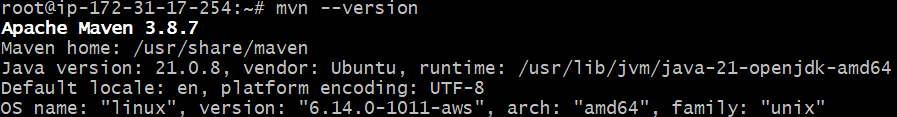 root@ip-172-31-17-254:~# mvn --version
Apache Maven 3.8.7
Maven home: /usr/share/maven
Java version: 21.0.8, vendor: Ubuntu, runtime: /usr/lib/jvm/java-21-openjdk-amd64
Default locale: en, platform encoding: UTF-8
OS name: "linux", version: "6.14.0-1011-aws", arch: "amd64", family: "unix"